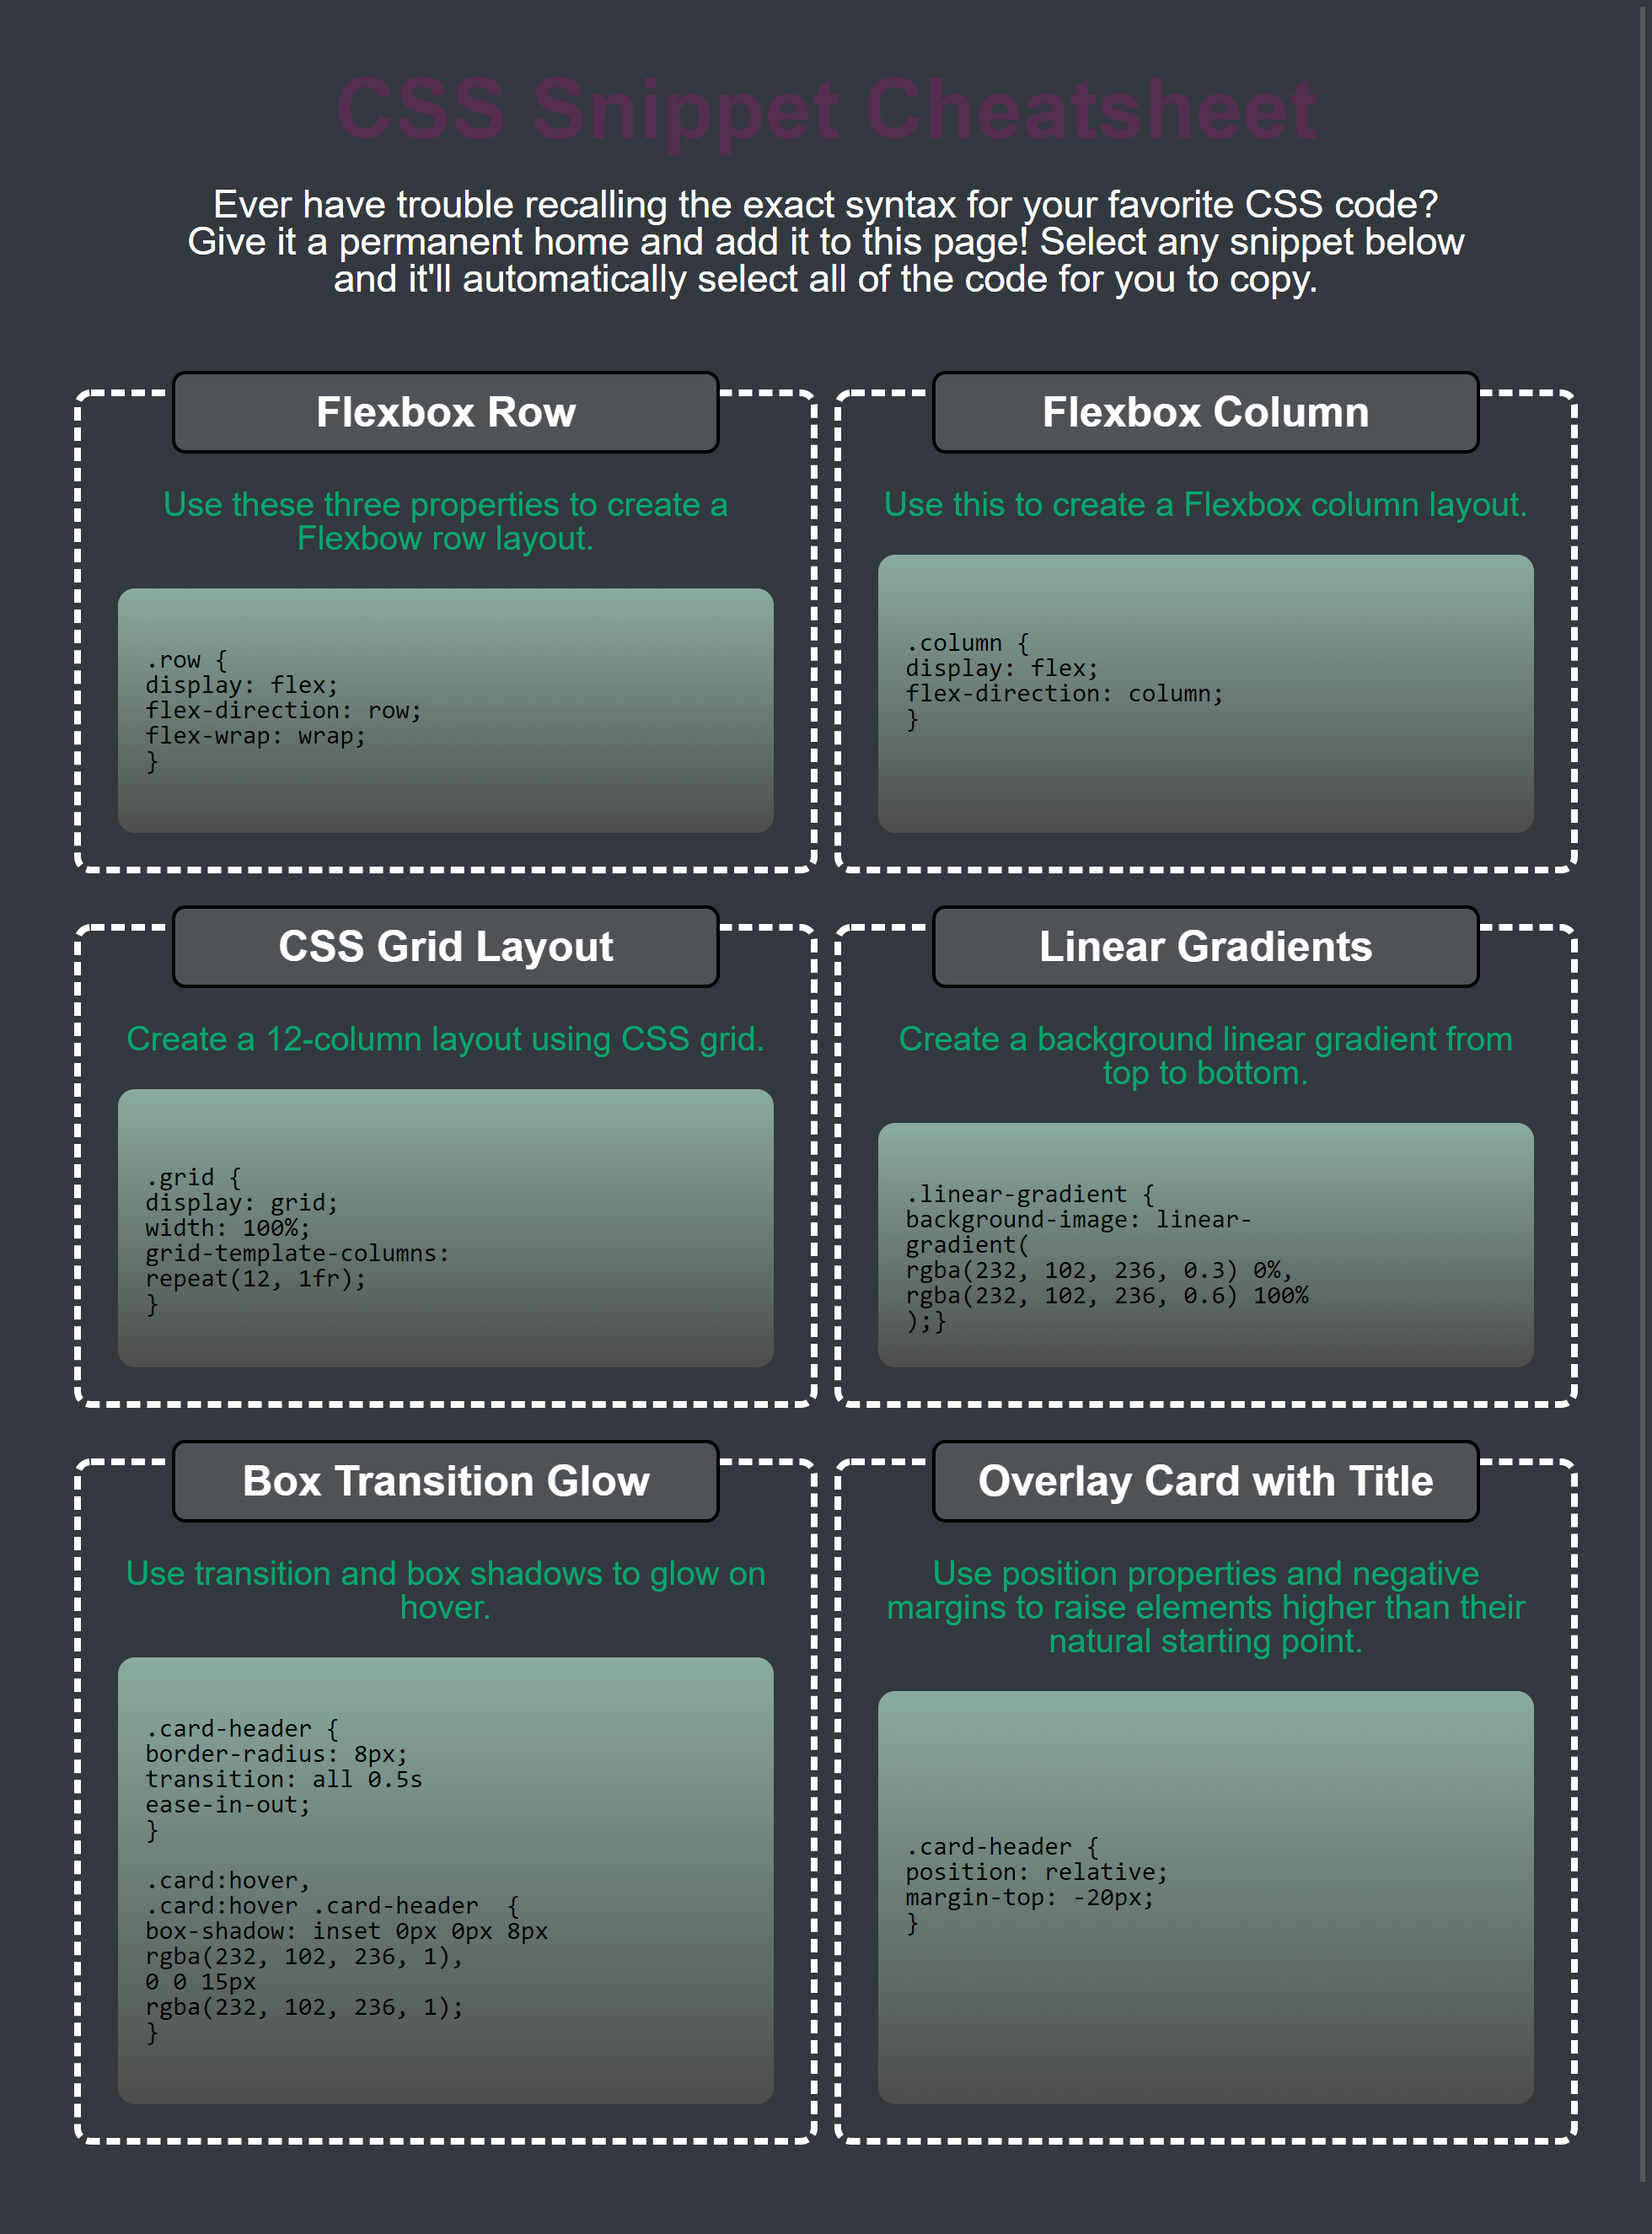 CSS Snippet Cheatsheet
Ever have trouble recalling the exact syntax for your favorite CSS code?
Give it a permanent home and add it to this page! Select any snippet below
and it'll automatically select all of the code for you to copy.
Flexbox Row
Use these three properties to create a
Flexbow row layout.
.row {
display: flex;
flex-direction: row;
flex-wrap: wrap;
}
Flexbox Column
Use this to create a Flexbox column layout.
.column {
display: flex;
flex-direction: column;
}
CSS Grid Layout
Create a 12-column layout using CSS grid.
.grid {
display: grid;
width: 100%;
grid-template-columns:
repeat(12, 1fr);
}
Linear Gradients
Create a background linear gradient from
top to bottom.
.linear-gradient {
background-image: linear-
gradient(
rgba(232, 102, 236, 0.3) 0%,
rgba(232, 102, 236, 0.6) 100%
);}
Box Transition Glow
Use transition and box shadows to glow on
hover.
.card-header {
border-radius: 8px;
transition: all 0.5s
ease-in-out;
}
.card:hover,
.card:hover .card-header  {
box-shadow: inset 0px 0px 8px
rgba(232, 102, 236, 1),
0 0 15px
rgba(232, 102, 236, 1);
}
Overlay Card with Title
Use position properties and negative
margins to raise elements higher than their
natural starting point.
.card-header {
position: relative;
margin-top: -20px;
}